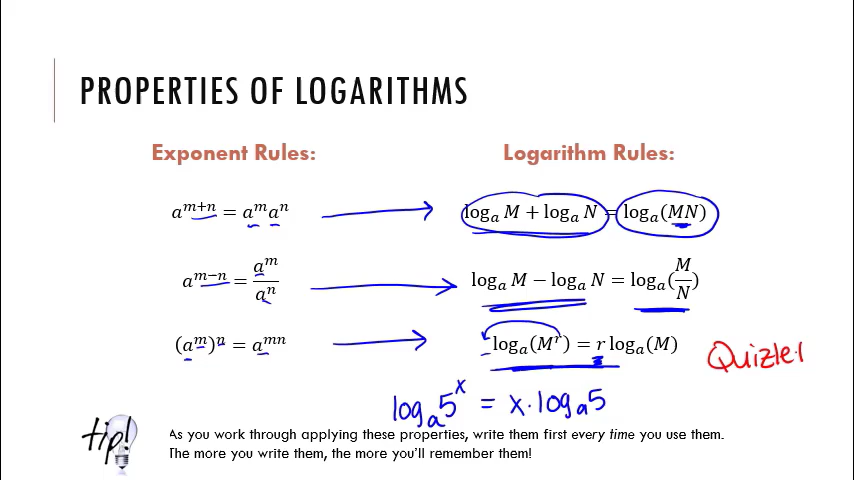 PROPERTIES OF LOGARITHMS
Exponent Rules:
Logarithm Rules:
a^{m+n} = a^m a^n
log_a M + log_a N = log_a(MN)
a^{m−n} = a^m / a^n
log_a M − log_a N = log_a(M/N)
(a^m)^n = a^{mn}
log_a(M^r) = r log_a(M)
log_a 5^x = x · log_a 5
tip!
As you work through applying these properties, write them first every time you use them.
The more you write them, the more you'll remember them!